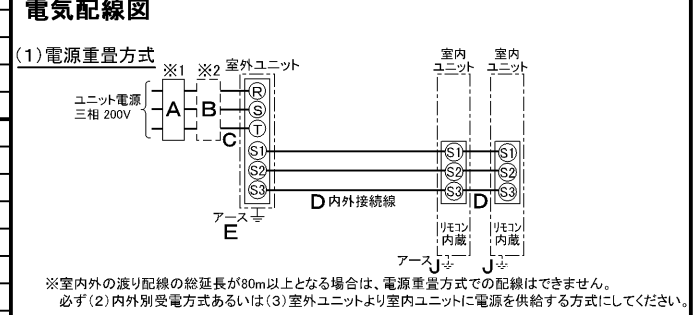 電気配線図
(1)電源重畳方式
※1 ※2 室外ユニット
室内ユニット 室内ユニット
ユニット電源
三相 200V
A B C
R
S
T
S1 S1 S1
S2 S2 S2
S3 S3 S3
D 内外接続線 D
アース
E
リモコン内蔵 リモコン内蔵
アース J J
※室内外の渡り配線の総延長が80m以上となる場合は、電源重畳方式での配線はできません。
必ず(2)内外別受電方式あるいは(3)室外ユニットより室内ユニットに電源を供給する方式にしてください。